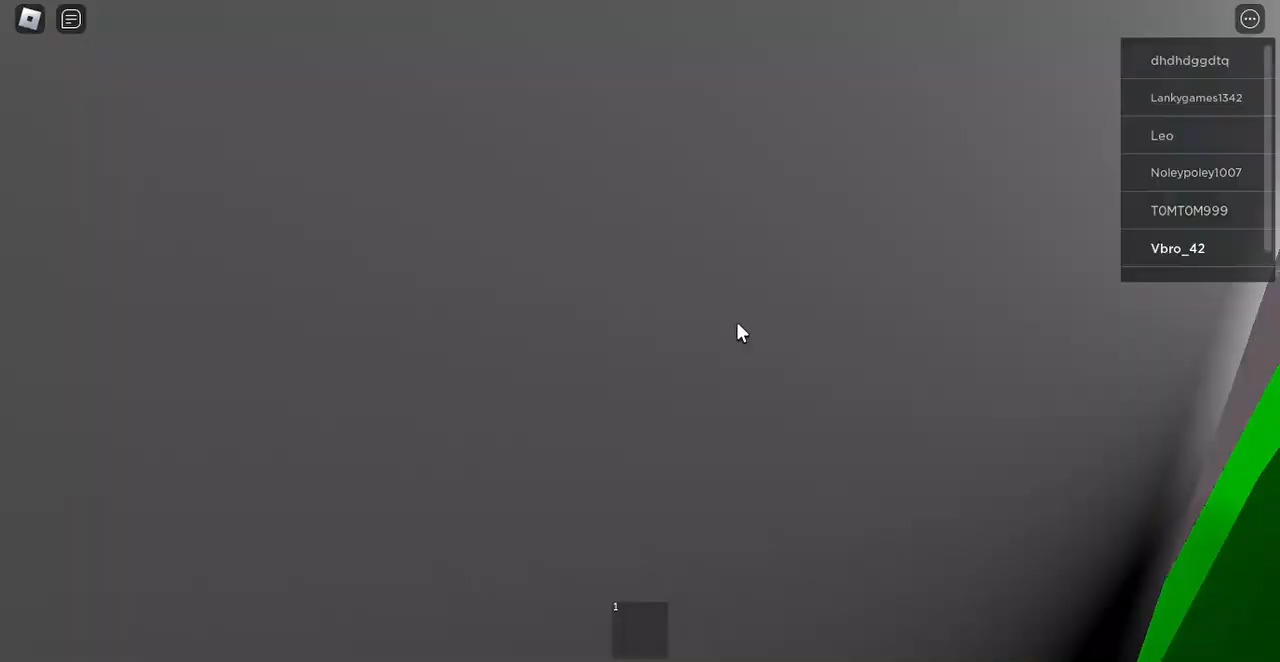 dhdhdggdtq
Lankygames1342
Leo
Noleypoley1007
T0MT0M999
Vbro_42
1